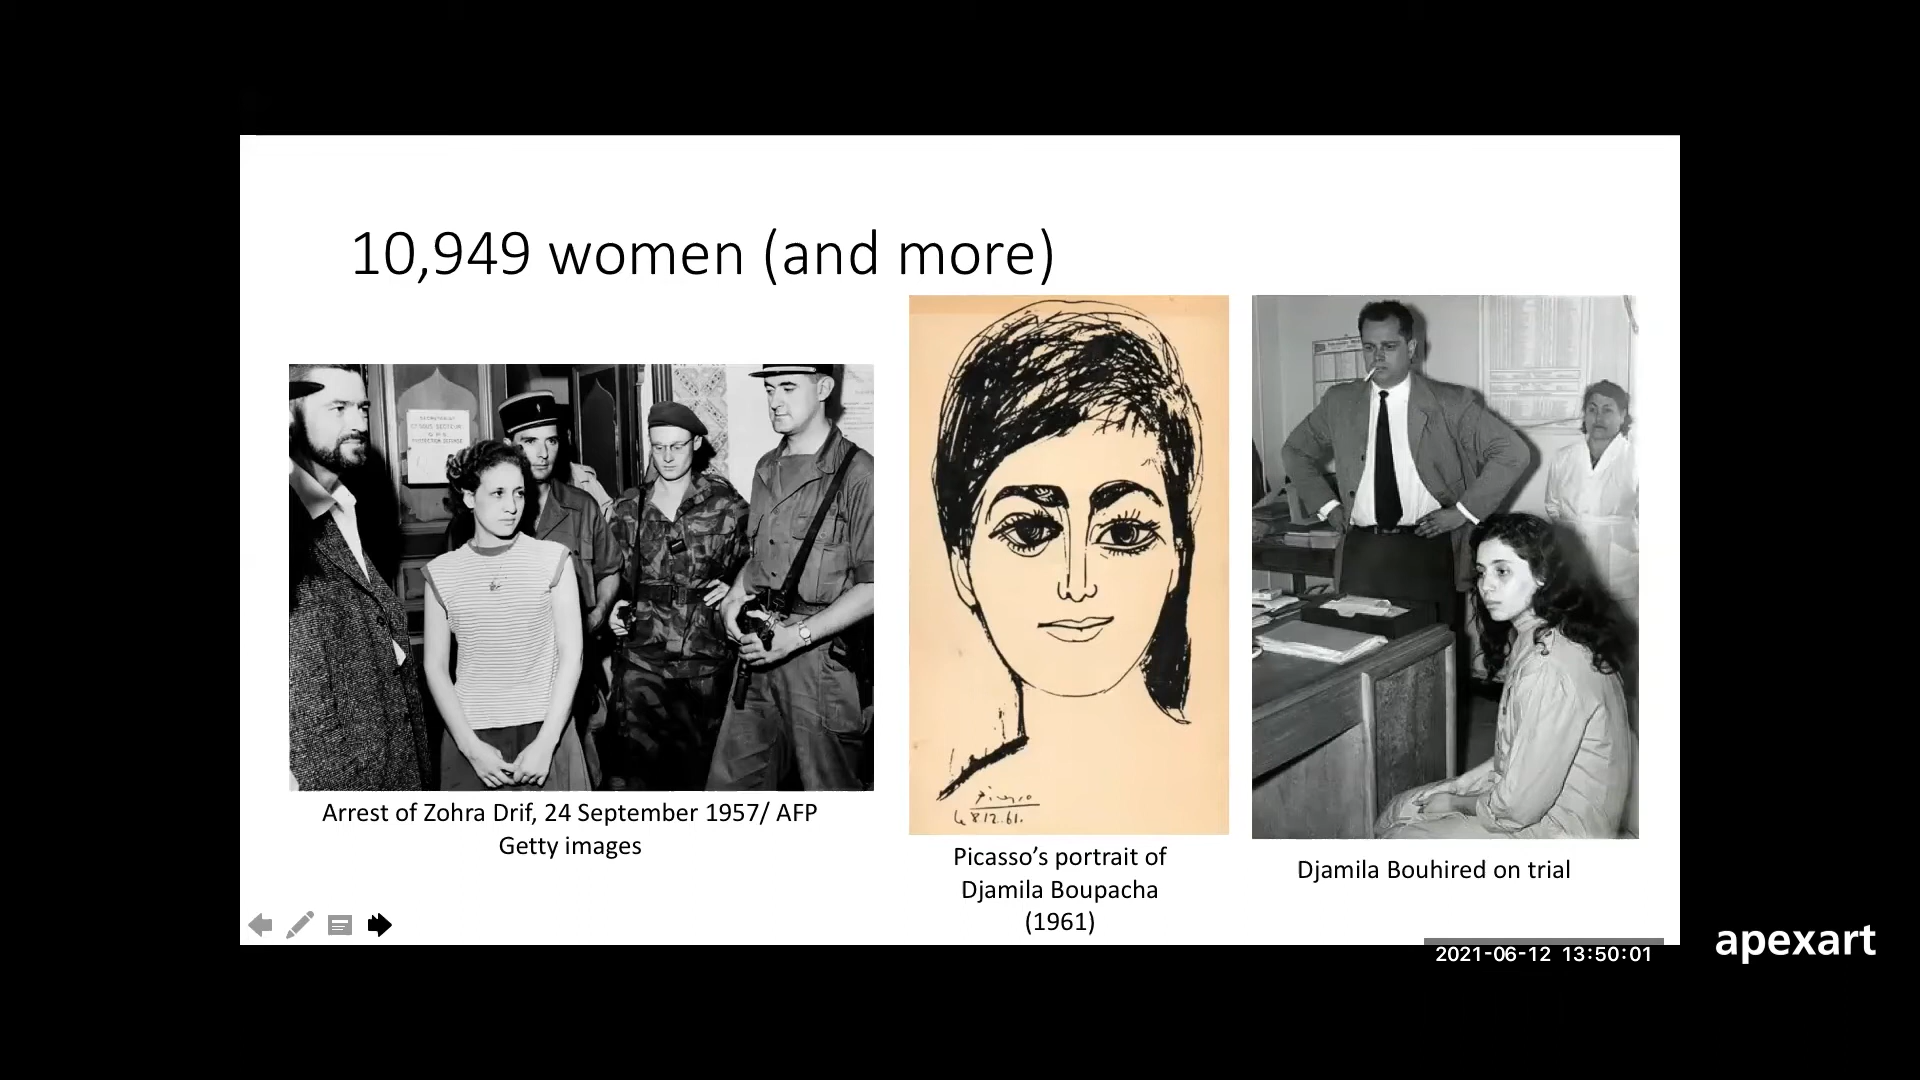 10,949 women (and more)
Arrest of Zohra Drif, 24 September 1957/ AFP
Getty images
Picasso
8.12.61.
Picasso’s portrait of
Djamila Boupacha
(1961)
Djamila Bouhired on trial
2021-06-12 13:50:01
apexart